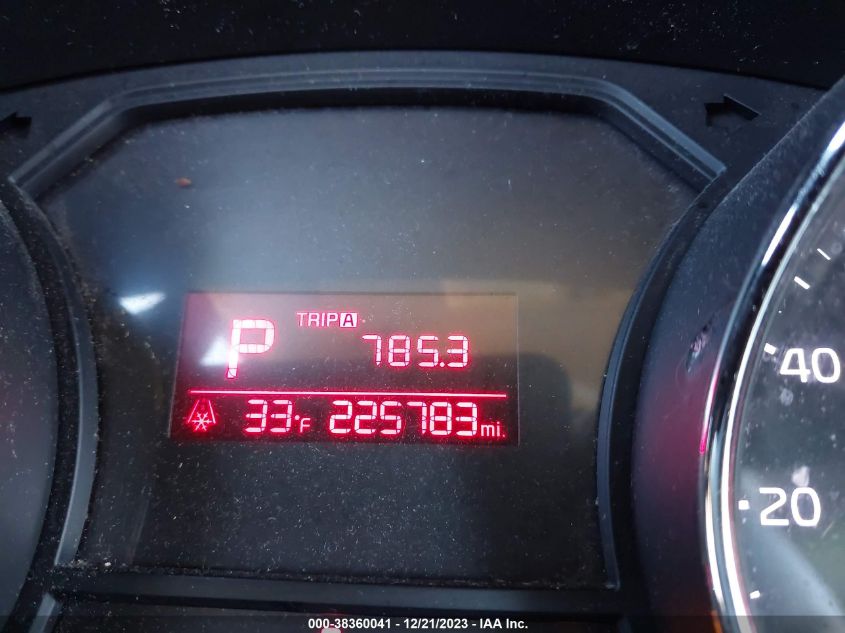 TRIP A
P 785.3
33°F 225783 mi.
40
20
000-38360041 - 12/21/2023 - IAA Inc.